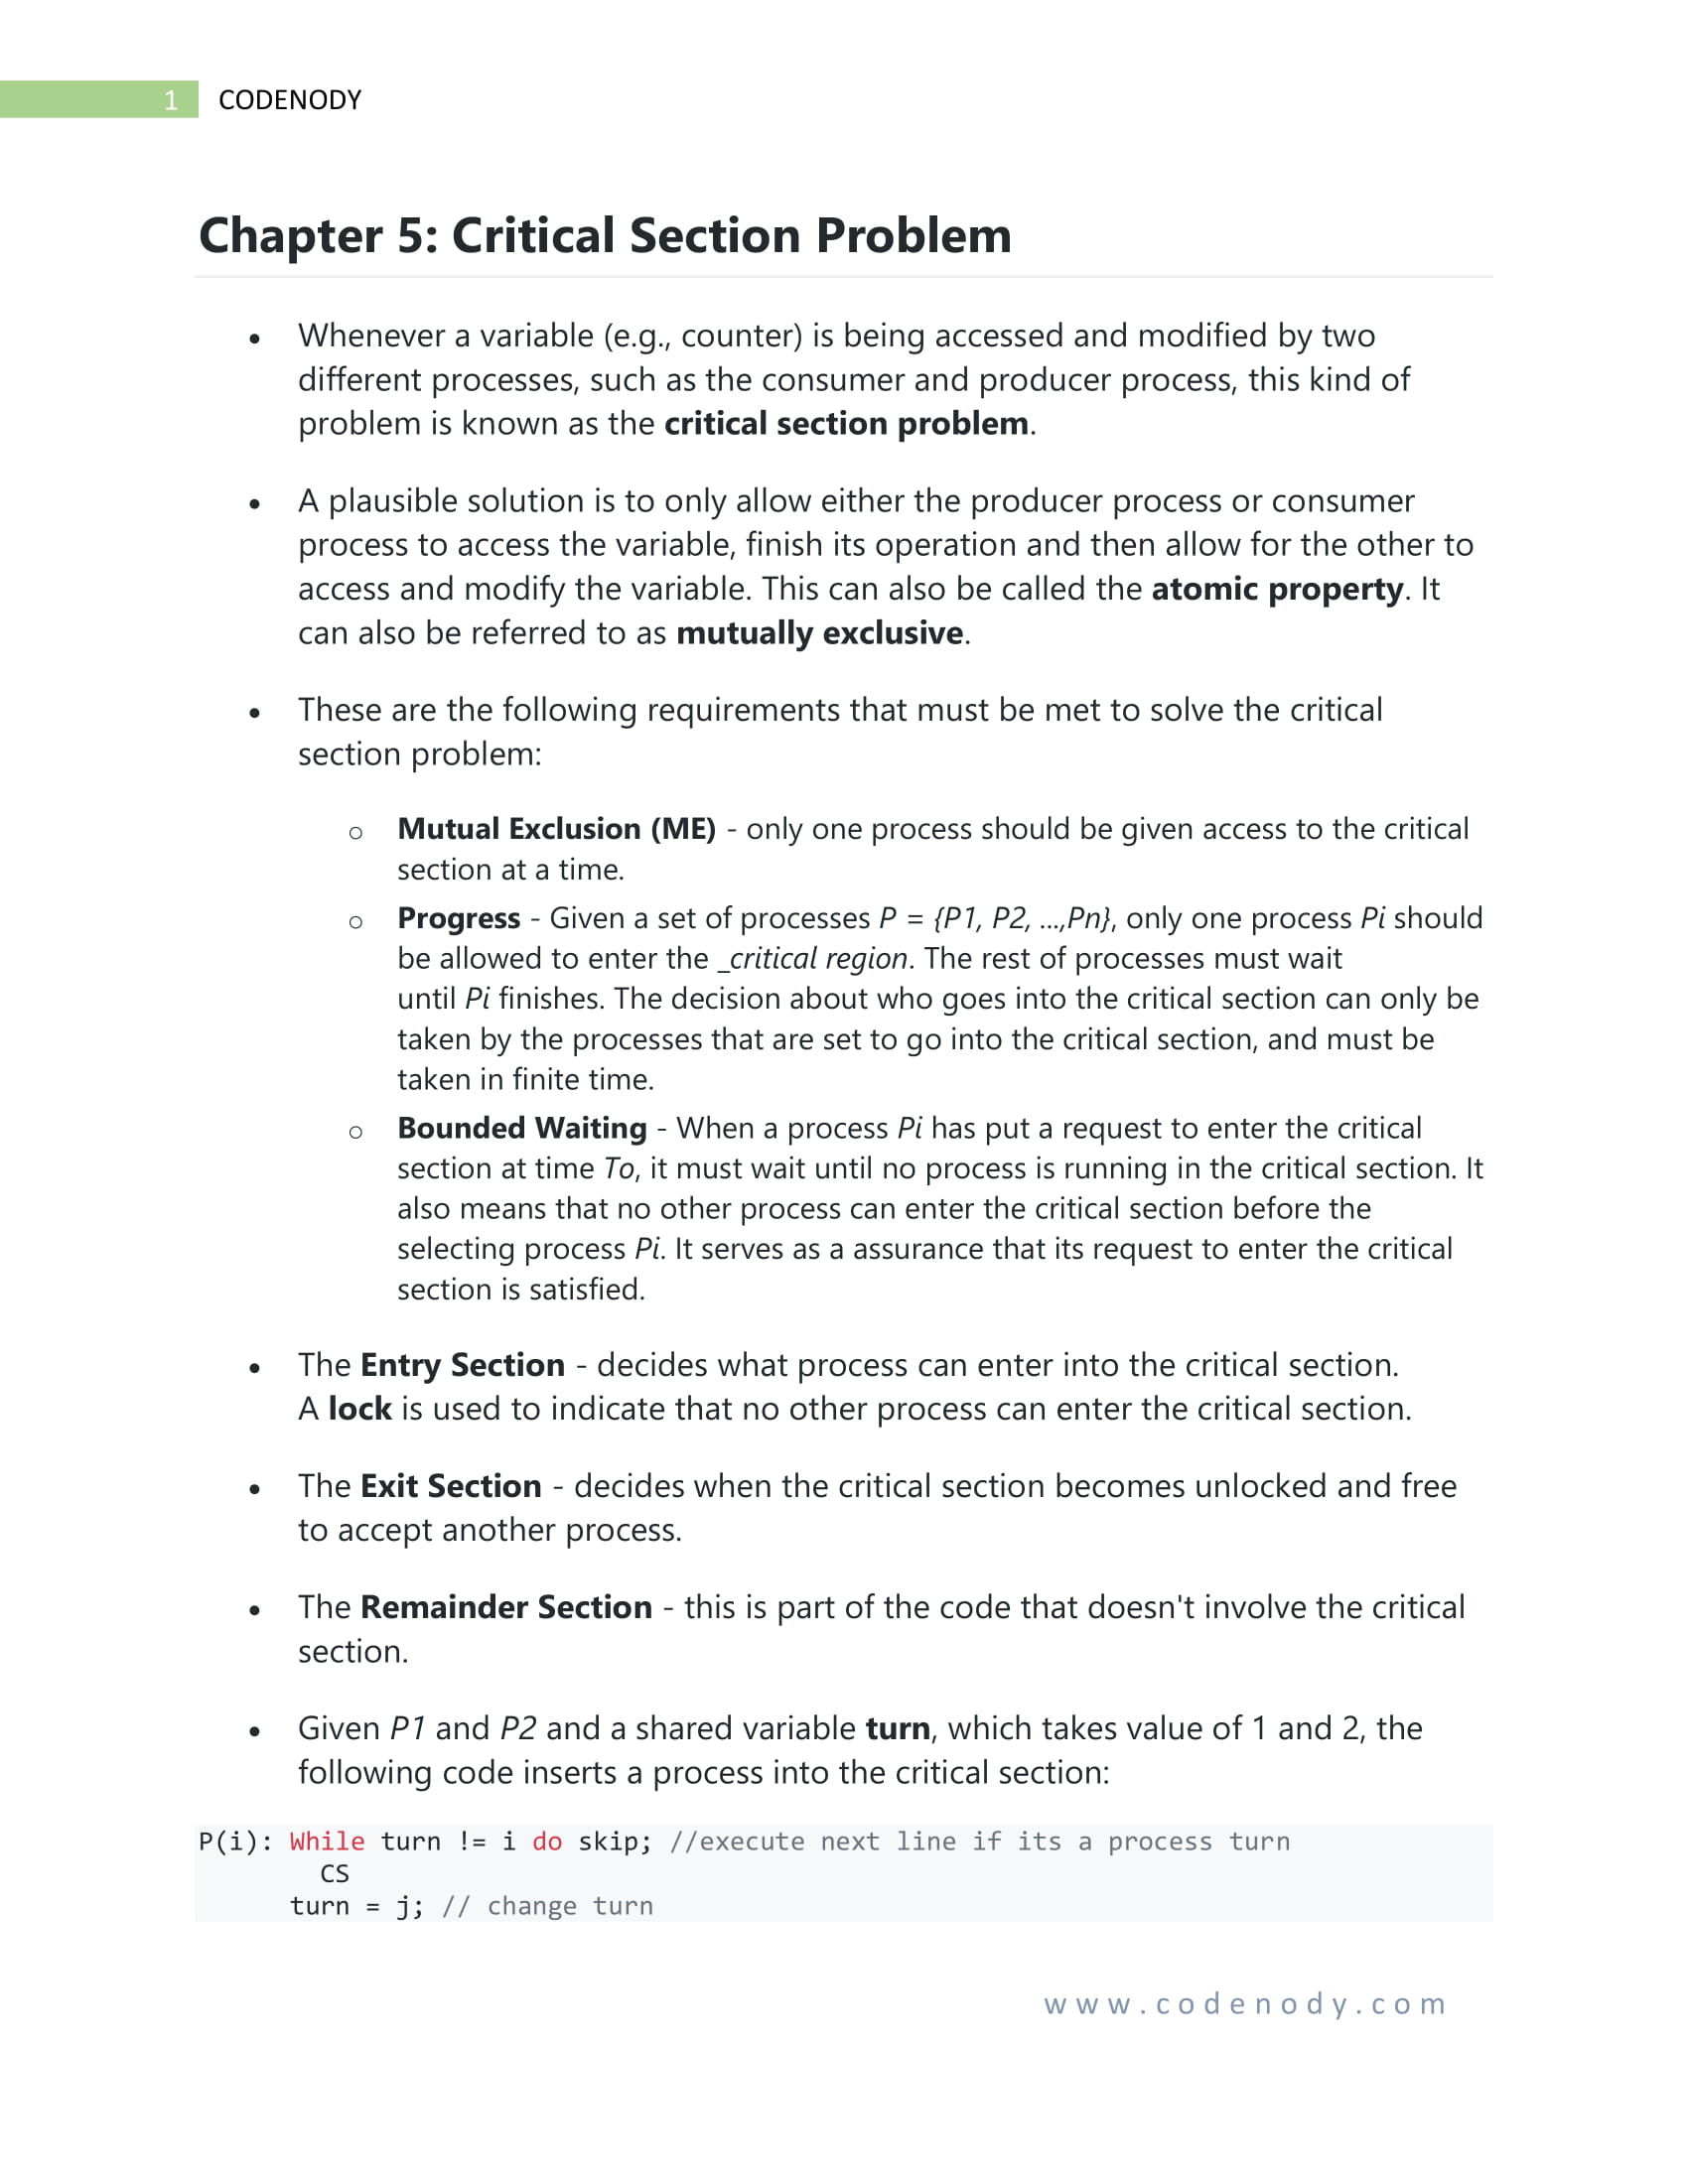 1 CODENODY
Chapter 5: Critical Section Problem
• Whenever a variable (e.g., counter) is being accessed and modified by two
different processes, such as the consumer and producer process, this kind of
problem is known as the critical section problem.
• A plausible solution is to only allow either the producer process or consumer
process to access the variable, finish its operation and then allow for the other to
access and modify the variable. This can also be called the atomic property. It
can also be referred to as mutually exclusive.
• These are the following requirements that must be met to solve the critical
section problem:
o Mutual Exclusion (ME) - only one process should be given access to the critical
section at a time.
o Progress - Given a set of processes P = {P1, P2, ...,Pn}, only one process Pi should
be allowed to enter the _critical region. The rest of processes must wait
until Pi finishes. The decision about who goes into the critical section can only be
taken by the processes that are set to go into the critical section, and must be
taken in finite time.
o Bounded Waiting - When a process Pi has put a request to enter the critical
section at time To, it must wait until no process is running in the critical section. It
also means that no other process can enter the critical section before the
selecting process Pi. It serves as a assurance that its request to enter the critical
section is satisfied.
• The Entry Section - decides what process can enter into the critical section.
A lock is used to indicate that no other process can enter the critical section.
• The Exit Section - decides when the critical section becomes unlocked and free
to accept another process.
• The Remainder Section - this is part of the code that doesn't involve the critical
section.
• Given P1 and P2 and a shared variable turn, which takes value of 1 and 2, the
following code inserts a process into the critical section:
P(i): While turn != i do skip; //execute next line if its a process turn
CS
turn = j; // change turn
www.codenody.com